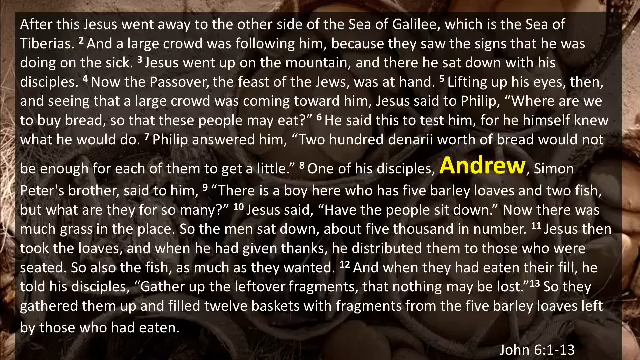 After this Jesus went away to the other side of the Sea of Galilee, which is the Sea of
Tiberias. ² And a large crowd was following him, because they saw the signs that he was
doing on the sick. ³ Jesus went up on the mountain, and there he sat down with his
disciples. ⁴ Now the Passover, the feast of the Jews, was at hand. ⁵ Lifting up his eyes, then,
and seeing that a large crowd was coming toward him, Jesus said to Philip, “Where are we
to buy bread, so that these people may eat?” ⁶ He said this to test him, for he himself knew
what he would do. ⁷ Philip answered him, “Two hundred denarii worth of bread would not
be enough for each of them to get a little.” ⁸ One of his disciples, Andrew, Simon
Peter's brother, said to him, ⁹ “There is a boy here who has five barley loaves and two fish,
but what are they for so many?” ¹⁰ Jesus said, “Have the people sit down.” Now there was
much grass in the place. So the men sat down, about five thousand in number. ¹¹ Jesus then
took the loaves, and when he had given thanks, he distributed them to those who were
seated. So also the fish, as much as they wanted. ¹² And when they had eaten their fill, he
told his disciples, “Gather up the leftover fragments, that nothing may be lost.”¹³ So they
gathered them up and filled twelve baskets with fragments from the five barley loaves left
by those who had eaten.
John 6:1-13